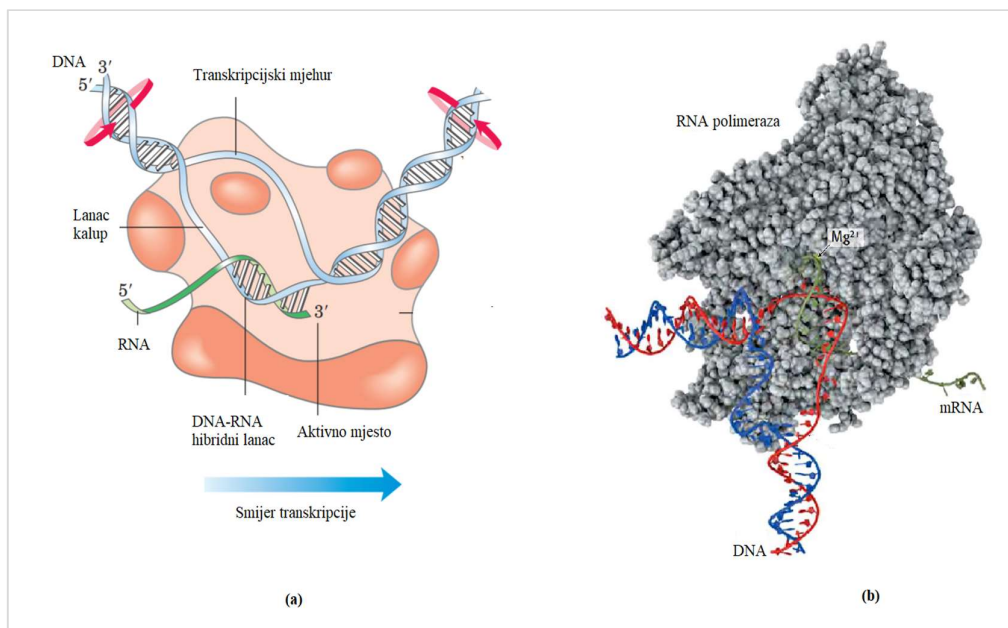 DNA
3′
5′
Transkripcijski mjehur
Lanac
kalup
5′
RNA
3′
DNA-RNA
hibridni lanac
Aktivno mjesto
Smijer transkripcije
(a)
RNA polimeraza
Mg²⁺
mRNA
DNA
(b)